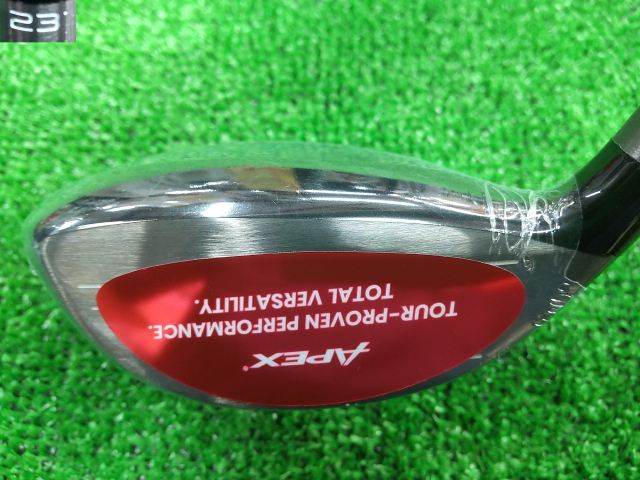 23°
APEX®
TOUR-PROVEN PERFORMANCE.
TOTAL VERSATILITY.